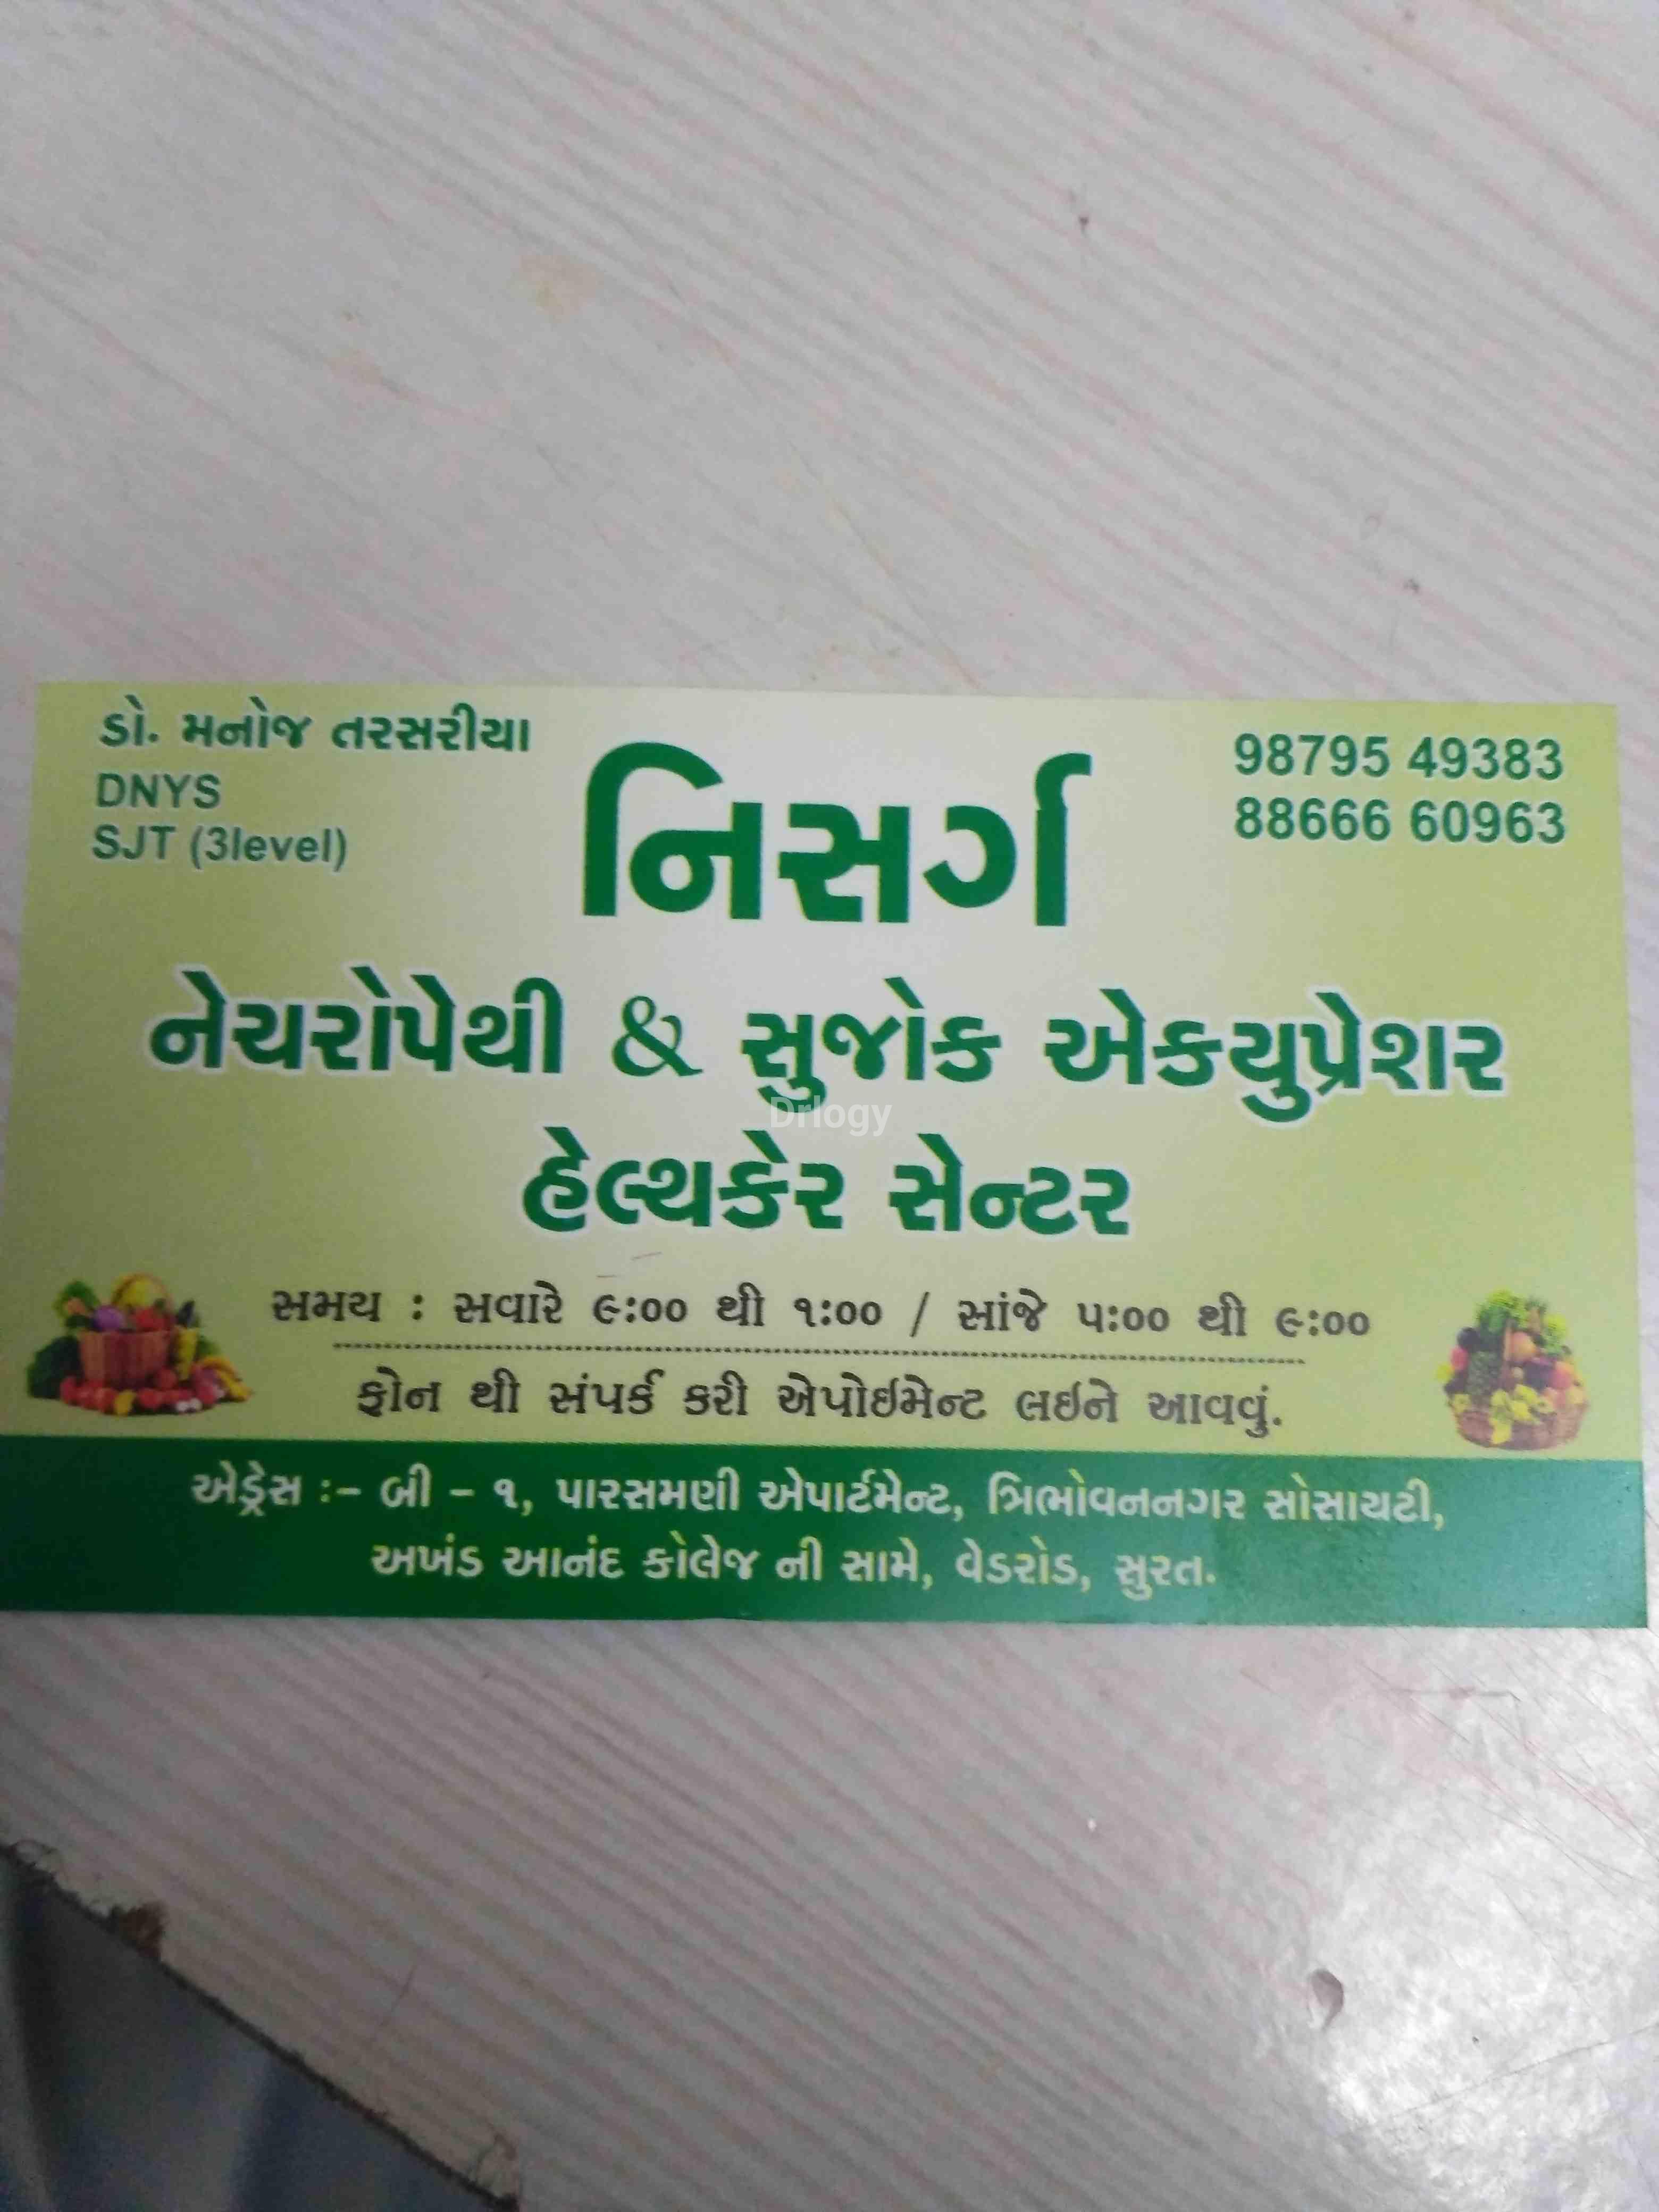 ડો. મનોજ તરસરીયા
DNYS
SJT (3level)
98795 49383
88666 60963
નિસર્ગ
નેચરોપેથી & સુજોક એકયુપ્રેશર
Drlogy
હેલ્થકેર સેન્ટર
સમય : સવારે ૯:૦૦ થી ૧:૦૦ / સાંજે ૫:૦૦ થી ૯:૦૦
ફોન થી સંપર્ક કરી એપોઈમેન્ટ લઈને આવવું.
એડ્રેસ :- બી - ૧, પારસમણી એપાર્ટમેન્ટ, ત્રિભોવનનગર સોસાયટી,
અખંડ આનંદ કોલેજ ની સામે, વેડરોડ, સુરત.